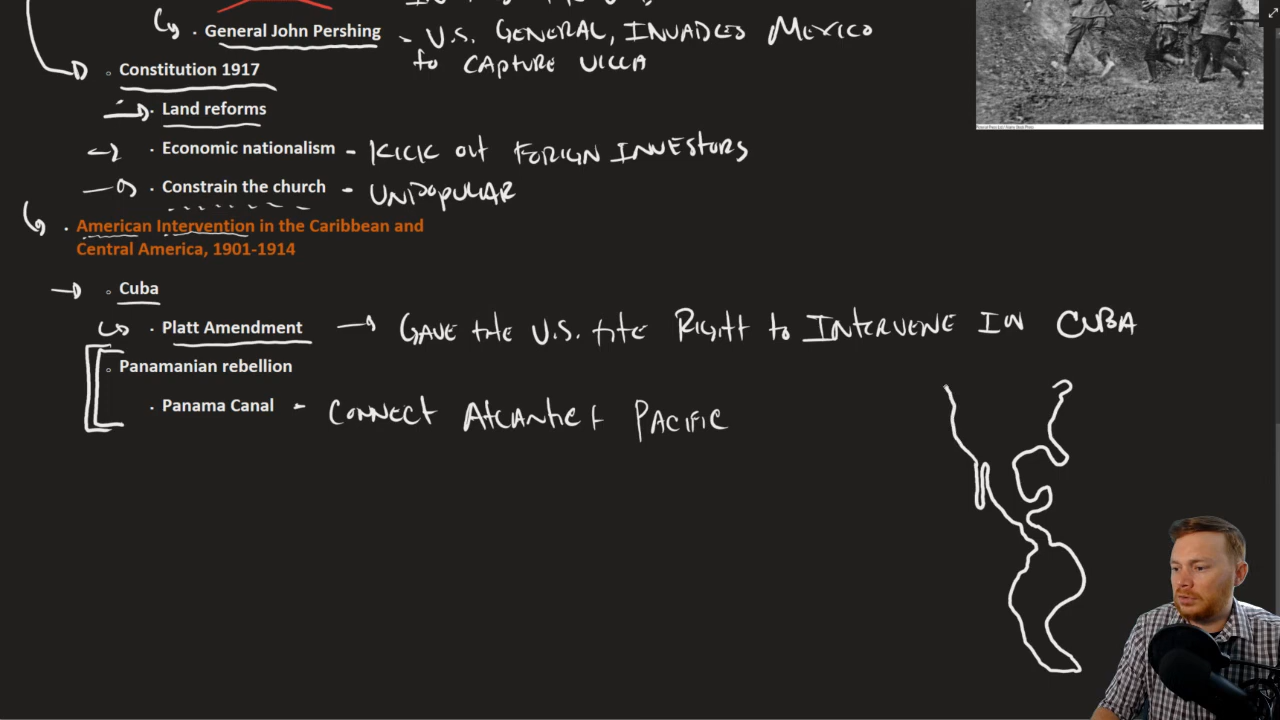 General John Pershing - U.S. GENERAL, INVADES MEXICO
to CAPTURE VILLA
Constitution 1917
Land reforms
Economic nationalism - KICK OUT FORIGN INVESTORS
Constrain the church - UNPOPULAR
American Intervention in the Caribbean and
Central America, 1901-1914
Cuba
Platt Amendment → GAVE the U.S. the RIGHT to INTERVENE IN CUBA
Panamanian rebellion
Panama Canal - CONNECT ATLANTIC + PACIFIC